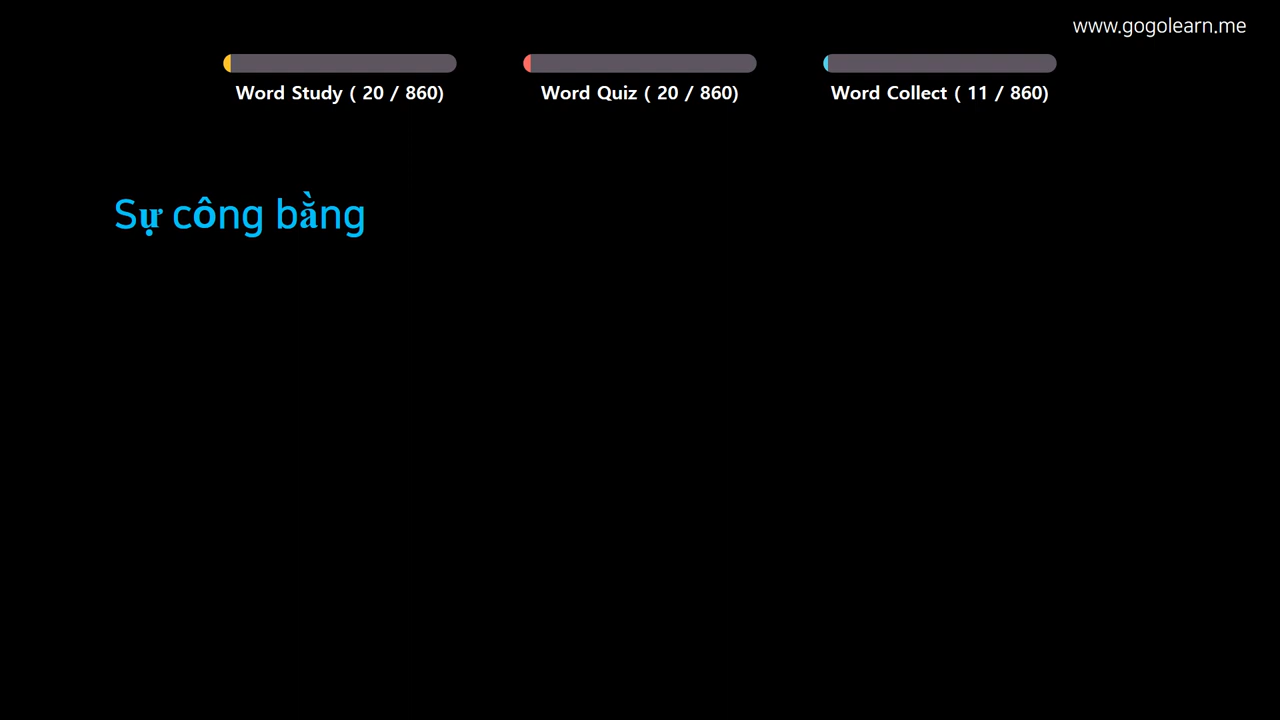 www.gogolearn.me
Word Study ( 20 / 860)
Word Quiz ( 20 / 860)
Word Collect ( 11 / 860)
Sự công bằng